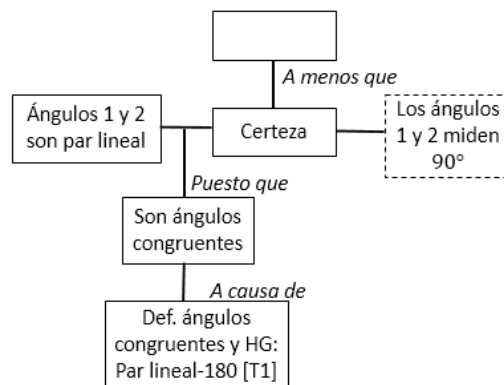 A menos que
Ángulos 1 y 2
son par lineal
Certeza
Los ángulos
1 y 2 miden
90°
Puesto que
Son ángulos
congruentes
A causa de
Def. ángulos
congruentes y HG:
Par lineal-180 [T1]